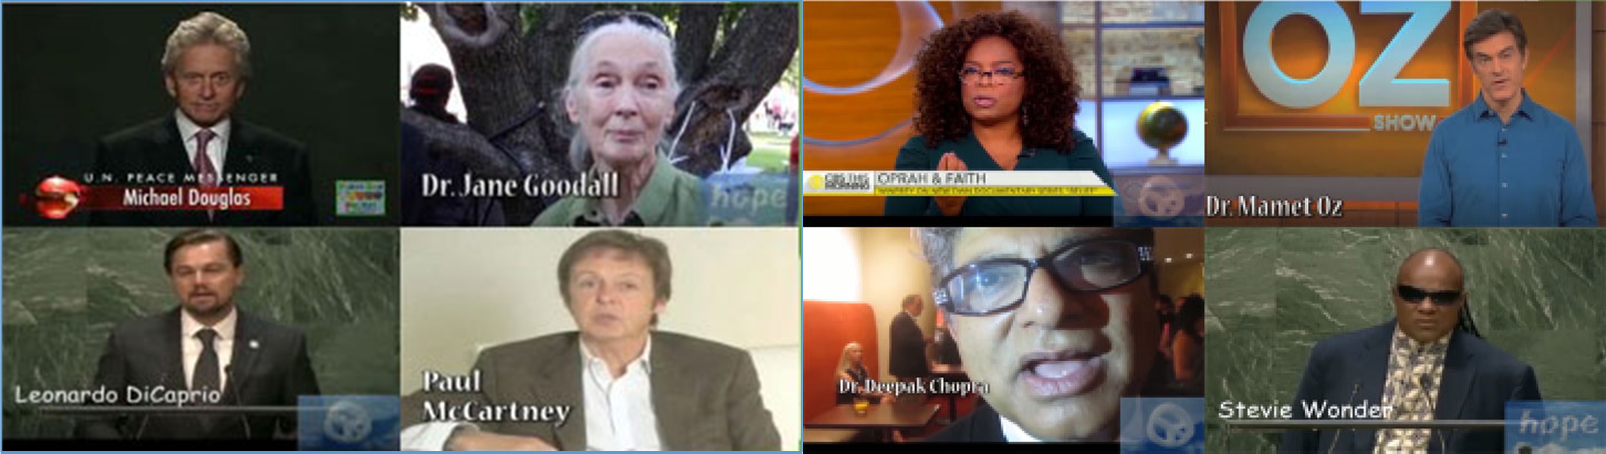 U.N. PEACE MESSENGER
Michael Douglas
Dr. Jane Goodall
hope
CBS THIS
MORNING
OPRAH & FAITH
OZ
SHOW
Dr. Mamet Oz
Leonardo DiCaprio
Paul
McCartney
Dr. Deepak Chopra
Stevie Wonder
hope